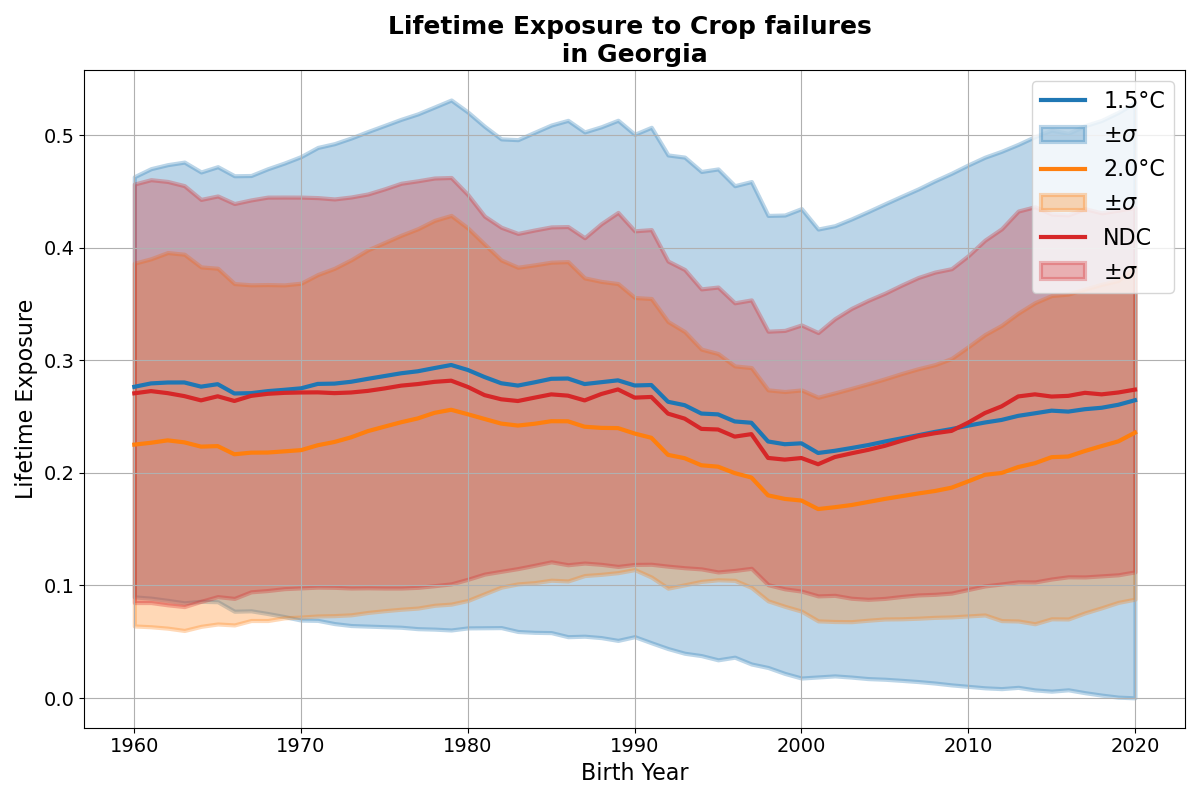 Lifetime Exposure to Crop failures
in Georgia
Lifetime Exposure
0.5
0.4
0.3
0.2
0.1
0.0
1960
1970
1980
1990
2000
2010
2020
Birth Year
1.5°C
±σ
2.0°C
±σ
NDC
±σ